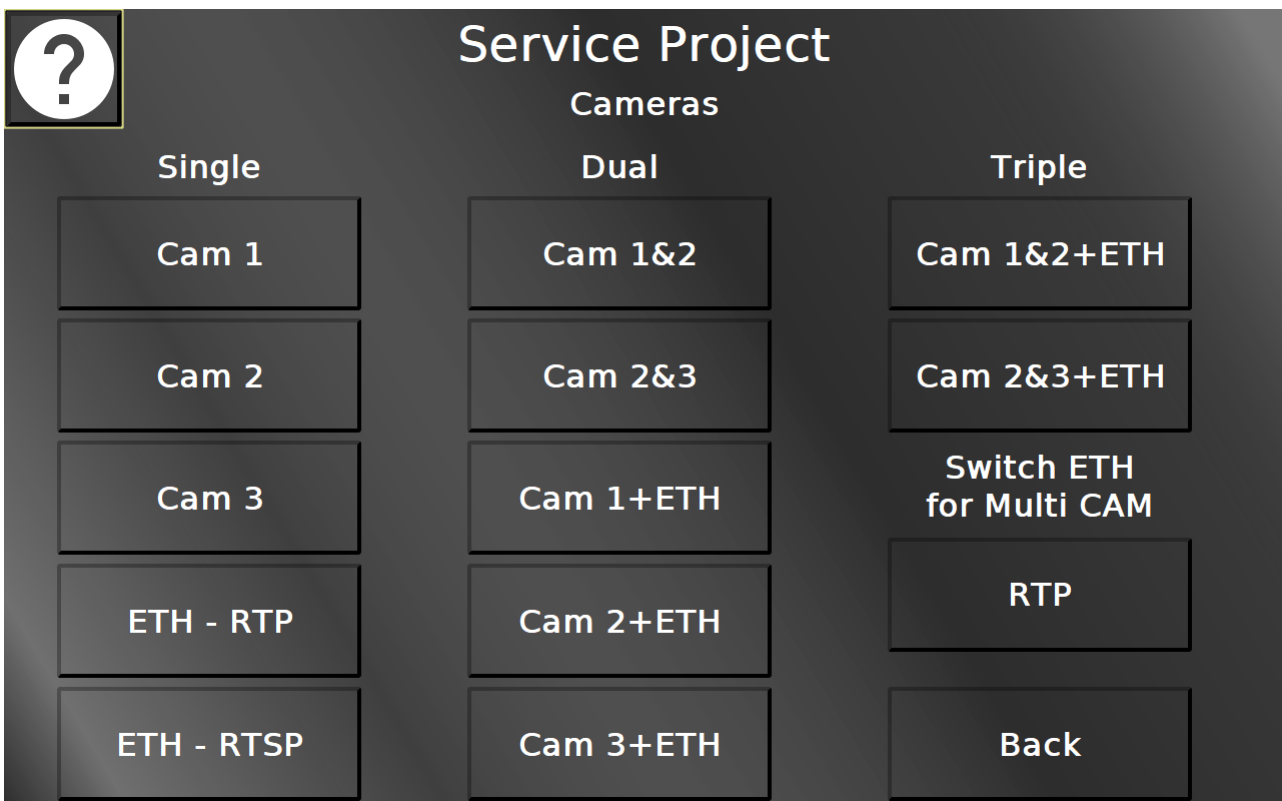 ?
Service Project
Cameras
Single
Cam 1
Cam 2
Cam 3
ETH - RTP
ETH - RTSP
Dual
Cam 1&2
Cam 2&3
Cam 1+ETH
Cam 2+ETH
Cam 3+ETH
Triple
Cam 1&2+ETH
Cam 2&3+ETH
Switch ETH
for Multi CAM
RTP
Back